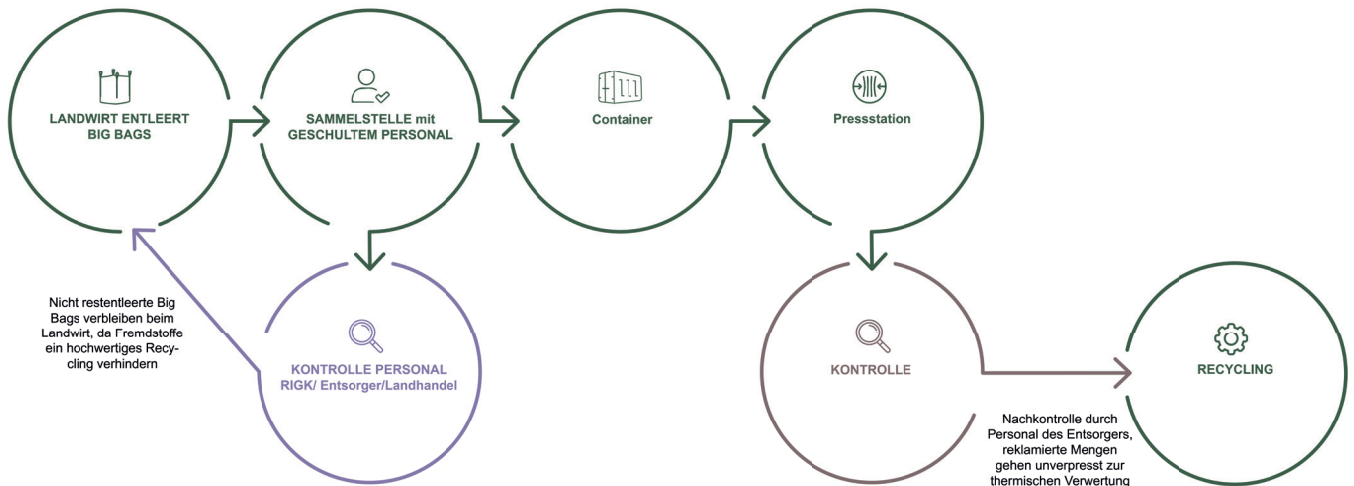 LANDWIRT ENTLEERT
BIG BAGS
SAMMELSTELLE mit
GESCHULTEM PERSONAL
Container
Pressstation
Nicht restentleerte Big
Bags verbleiben beim
Landwirt, da Fremdstoffe
ein hochwertiges Recy-
cling verhindern
KONTROLLE PERSONAL
RIGK/ Entsorger/Landhandel
KONTROLLE
RECYCLING
Nachkontrolle durch
Personal des Entsorgers,
reklamierte Mengen
gehen unverpresst zur
thermischen Verwertung